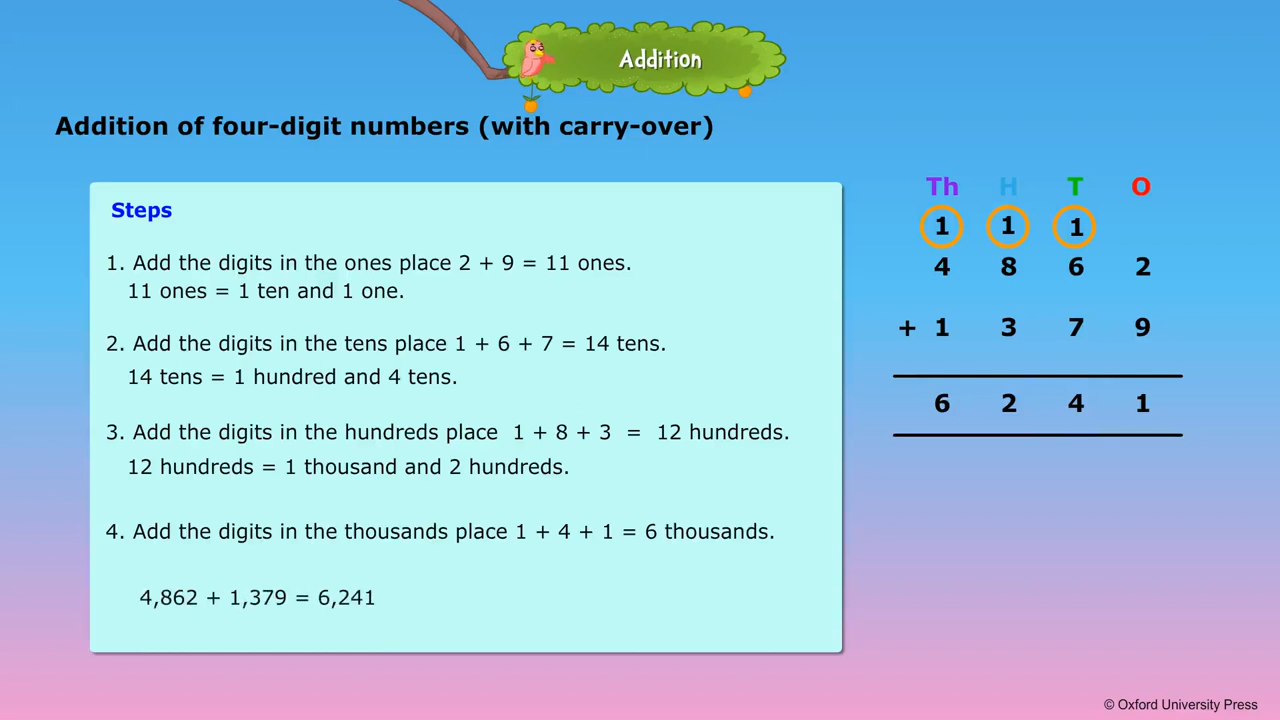 Addition
Addition of four-digit numbers (with carry-over)
Steps
1. Add the digits in the ones place 2 + 9 = 11 ones.
11 ones = 1 ten and 1 one.
2. Add the digits in the tens place 1 + 6 + 7 = 14 tens.
14 tens = 1 hundred and 4 tens.
3. Add the digits in the hundreds place 1 + 8 + 3 = 12 hundreds.
12 hundreds = 1 thousand and 2 hundreds.
4. Add the digits in the thousands place 1 + 4 + 1 = 6 thousands.
4,862 + 1,379 = 6,241
Th H T O
1 1 1
4 8 6 2
+ 1 3 7 9
6 2 4 1
© Oxford University Press